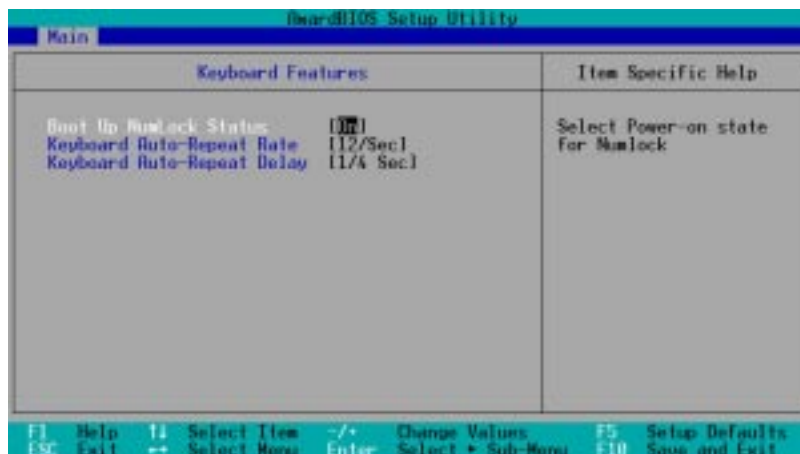 AwardBIOS Setup Utility
Main
Keyboard Features
Item Specific Help
Boot Up NumLock Status [On]
Keyboard Auto-Repeat Rate [12/Sec]
Keyboard Auto-Repeat Delay [1/4 Sec]
Select Power-on state
for Numlock
F1 Help ↑↓ Select Item -/+ Change Values F5 Setup Defaults
ESC Exit ↔ Select Menu Enter Select ► Sub-Menu F10 Save and Exit